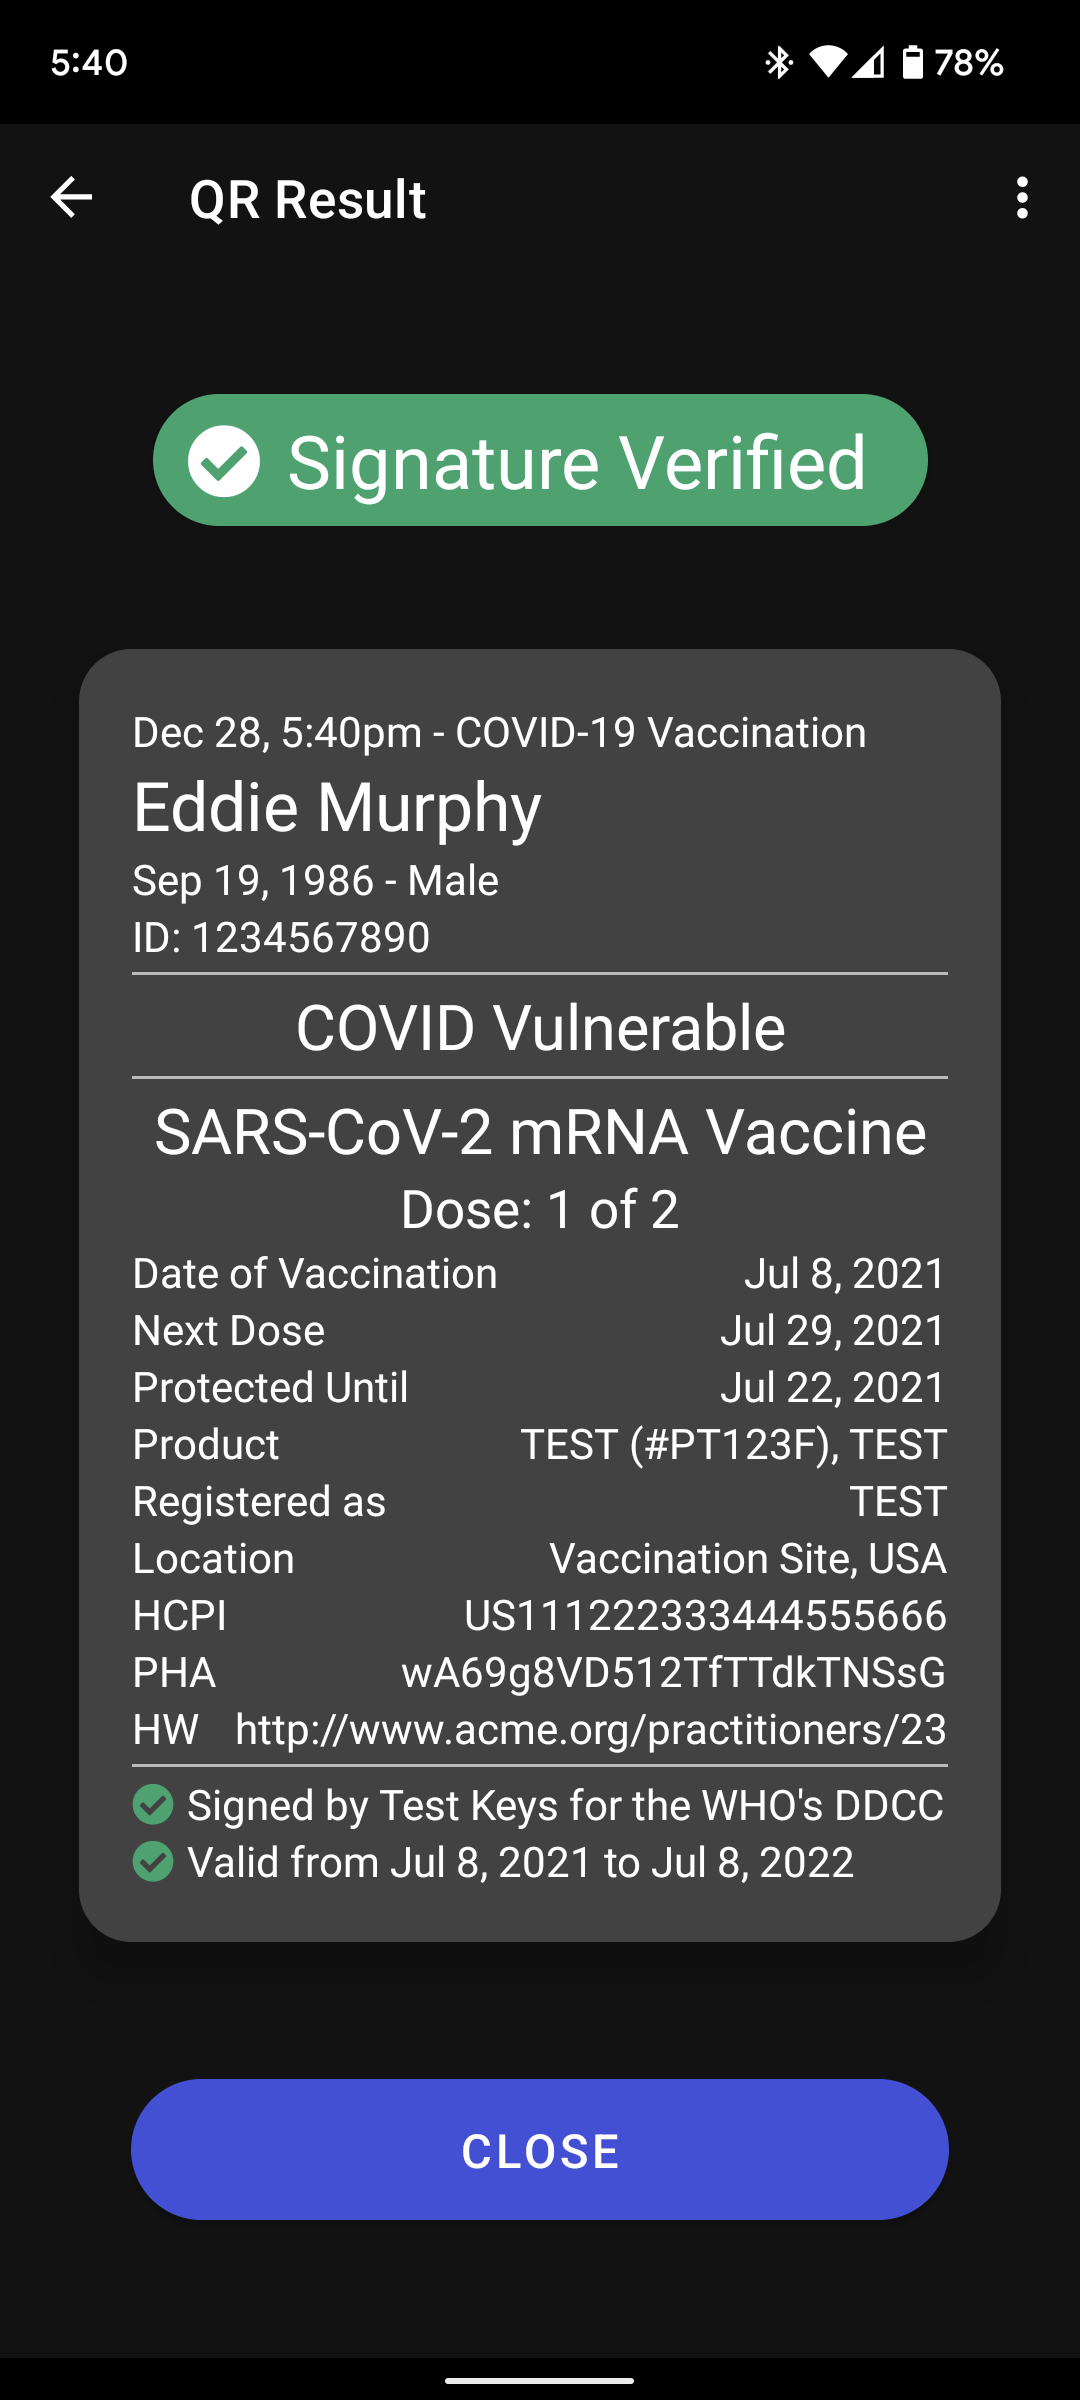 5:40 78%
QR Result
Signature Verified
Dec 28, 5:40pm - COVID-19 Vaccination
Eddie Murphy
Sep 19, 1986 - Male
ID: 1234567890
COVID Vulnerable
SARS-CoV-2 mRNA Vaccine
Dose: 1 of 2
Date of Vaccination Jul 8, 2021
Next Dose Jul 29, 2021
Protected Until Jul 22, 2021
Product TEST (#PT123F), TEST
Registered as TEST
Location Vaccination Site, USA
HCPI US111222333444555666
PHA wA69g8VD512TfTTdkTNSsG
HW http://www.acme.org/practitioners/23
Signed by Test Keys for the WHO's DDCC
Valid from Jul 8, 2021 to Jul 8, 2022
CLOSE